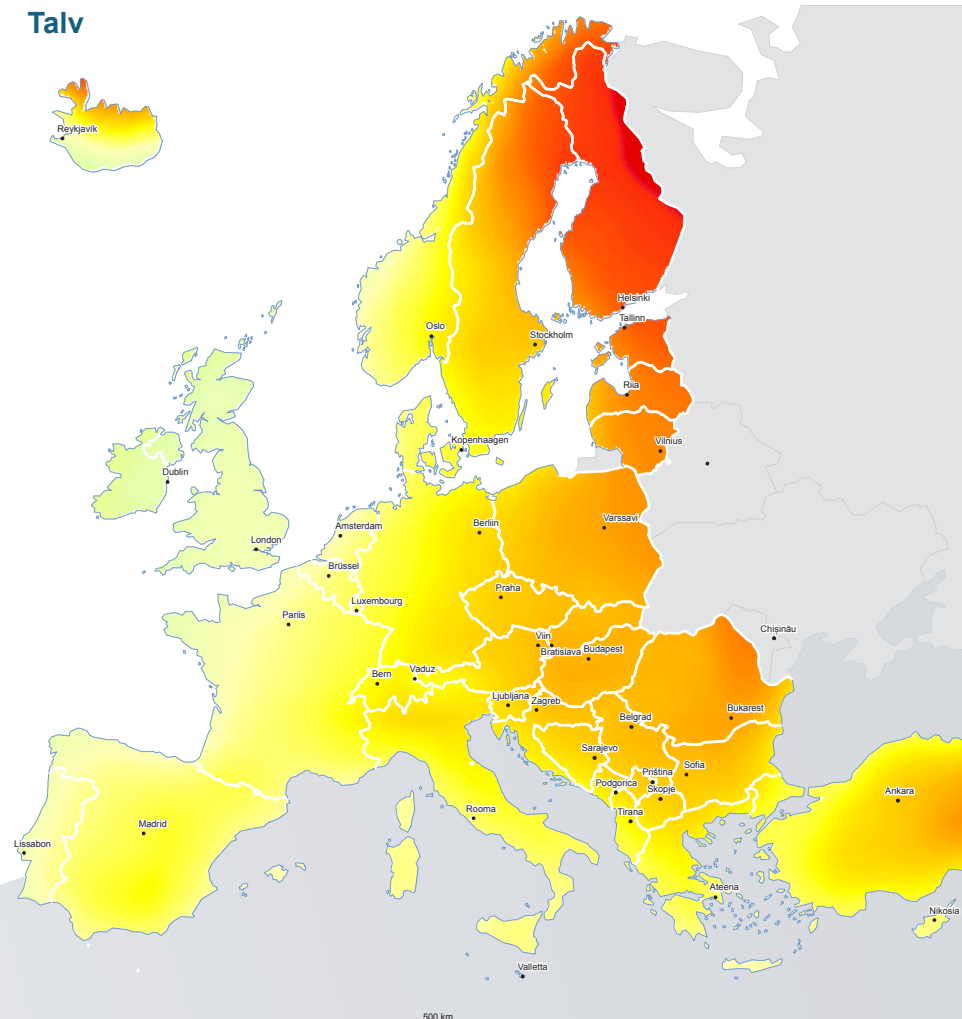 Talv
Reykjavík
Helsinki
Tallinn
Oslo
Stockholm
Riia
Kopenhaagen
Vilnius
Dublin
Varssavi
Amsterdam
Berliin
London
Brüssel
Praha
Luxembourg
Pariis
Chișinău
Viin
Bratislava
Budapest
Vaduz
Bern
Ljubljana
Zagreb
Bukarest
Belgrad
Sarajevo
Priština
Sofia
Podgorica
Skopje
Ankara
Rooma
Tirana
Madrid
Lissabon
Ateena
Nikosia
Valletta
500 km